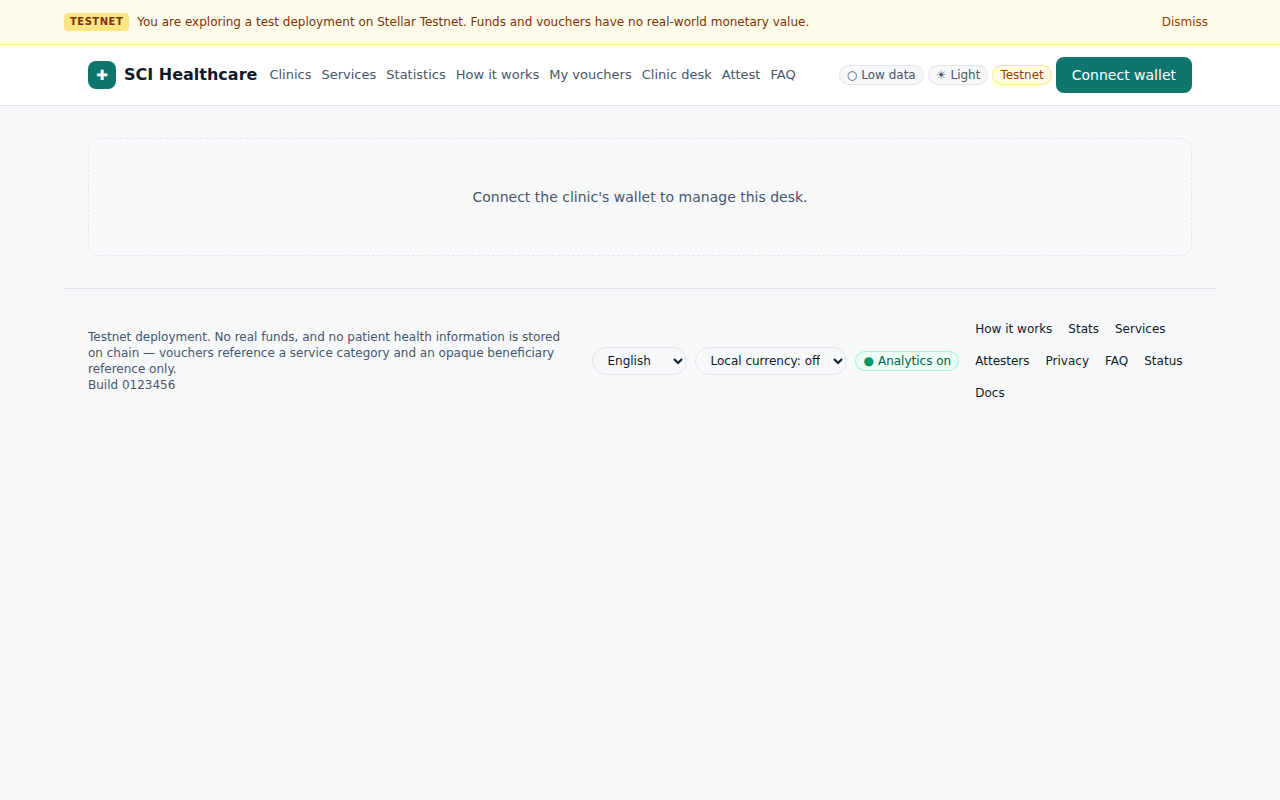 TESTNET You are exploring a test deployment on Stellar Testnet. Funds and vouchers have no real-world monetary value. Dismiss
SCI Healthcare Clinics Services Statistics How it works My vouchers Clinic desk Attest FAQ Low data Light Testnet Connect wallet
Connect the clinic's wallet to manage this desk.
Testnet deployment. No real funds, and no patient health information is stored
on chain — vouchers reference a service category and an opaque beneficiary
reference only.
Build 0123456
English Local currency: off Analytics on
How it works Stats Services
Attesters Privacy FAQ Status
Docs